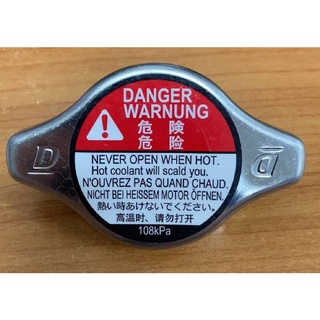 DANGER
WARNUNG
危険
危险
NEVER OPEN WHEN HOT.
Hot coolant will scald you.
N'OUVREZ PAS QUAND CHAUD.
NICHT BEI HEISSEM MOTOR ÖFFNEN.
熱い時あけないでください。
高温时、请勿打开
108kPa
D
D